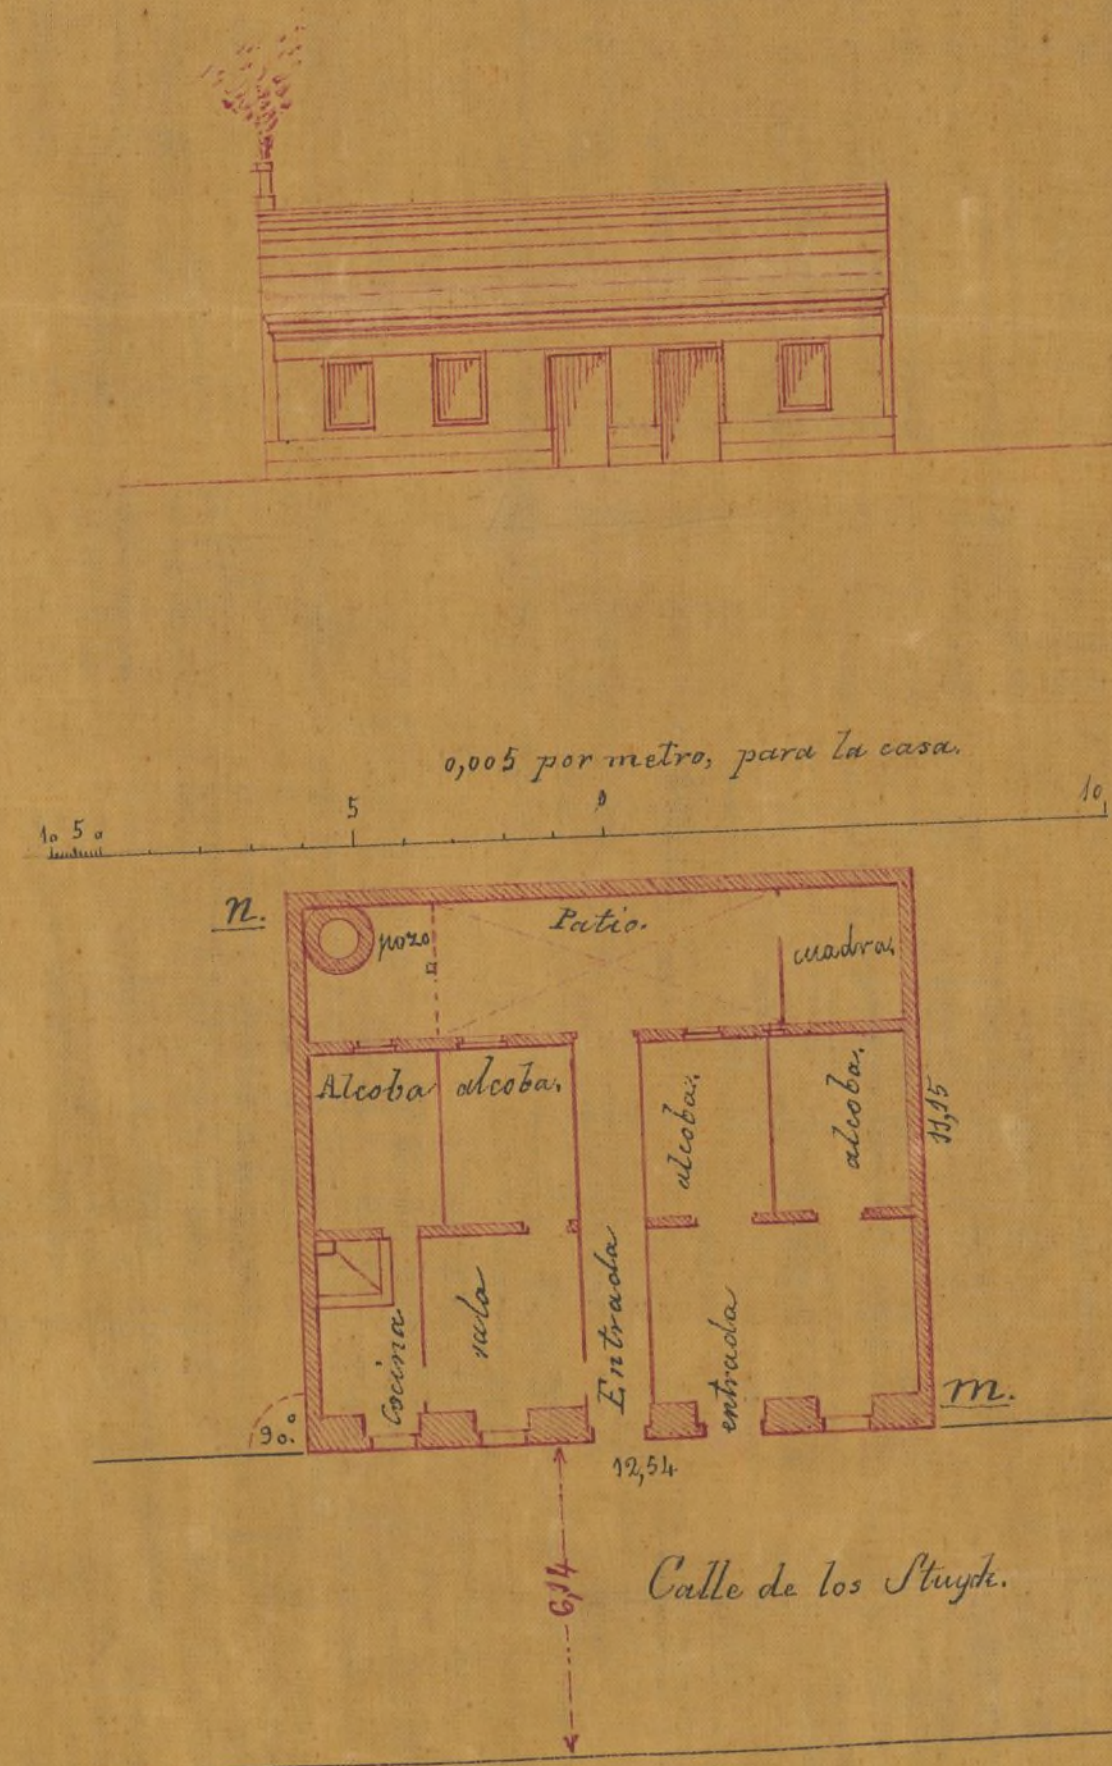 0,005 por metro, para la casa.
10 5 0
5
0
10
n.
pozo
Patio.
cuadra.
Alcoba
alcoba.
alcoba.
alcoba.
11,15
Cocina
sala
Entrada
entrada
m.
90.°
12,54
6,14
Calle de los Stuyck.